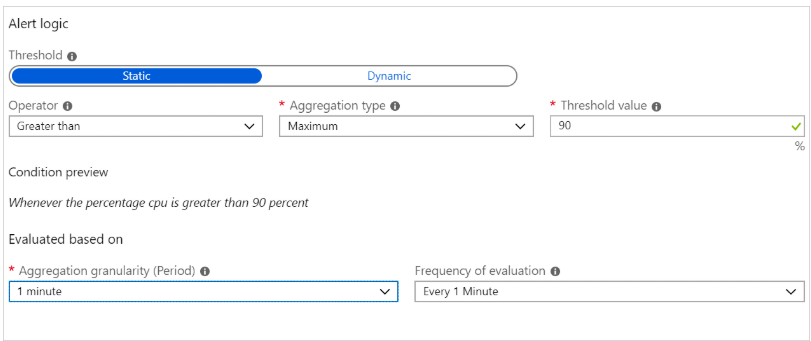 Alert logic
Threshold
Static Dynamic
Operator * Aggregation type * Threshold value
Greater than Maximum 90
%
Condition preview
Whenever the percentage cpu is greater than 90 percent
Evaluated based on
* Aggregation granularity (Period) Frequency of evaluation
1 minute Every 1 Minute